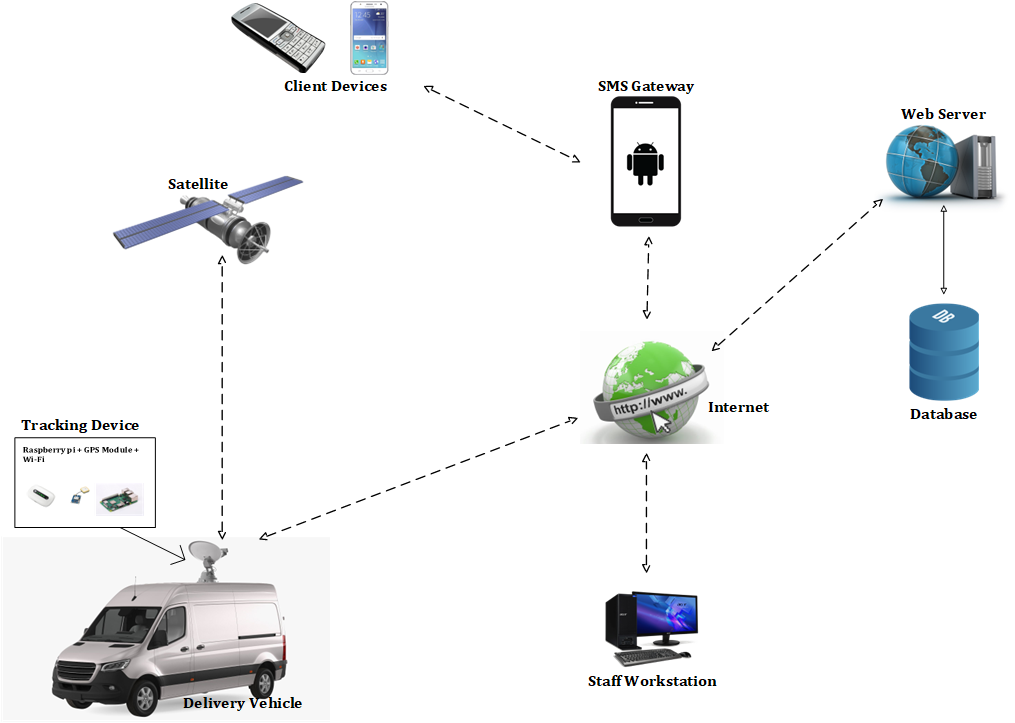 Client Devices
SMS Gateway
Web Server
Satellite
DB
http://www.
Internet
Database
Tracking Device
Raspberry pi + GPS Module +
Wi-Fi
Staff Workstation
Delivery Vehicle